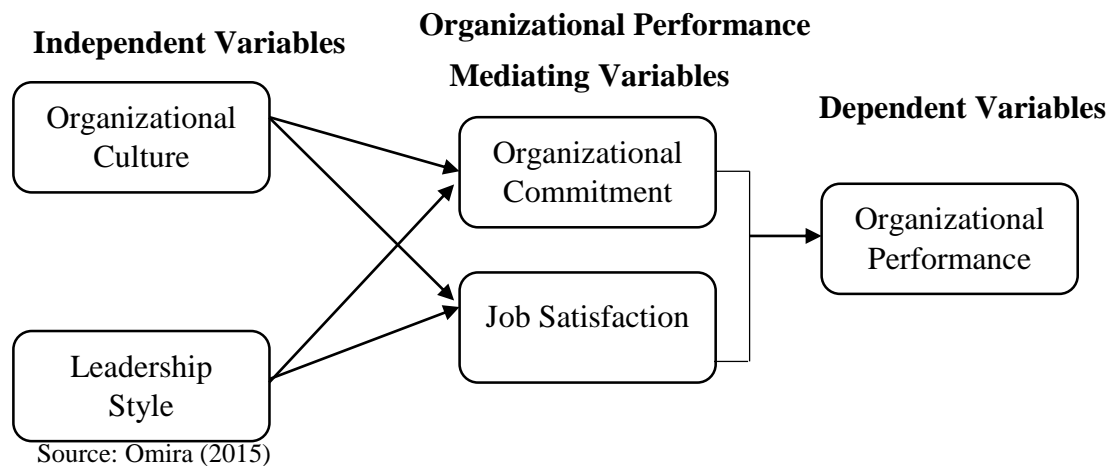 Organizational Performance
Independent Variables
Mediating Variables
Dependent Variables
Organizational
Culture
Organizational
Commitment
Organizational
Performance
Job Satisfaction
Leadership
Style
Source: Omira (2015)